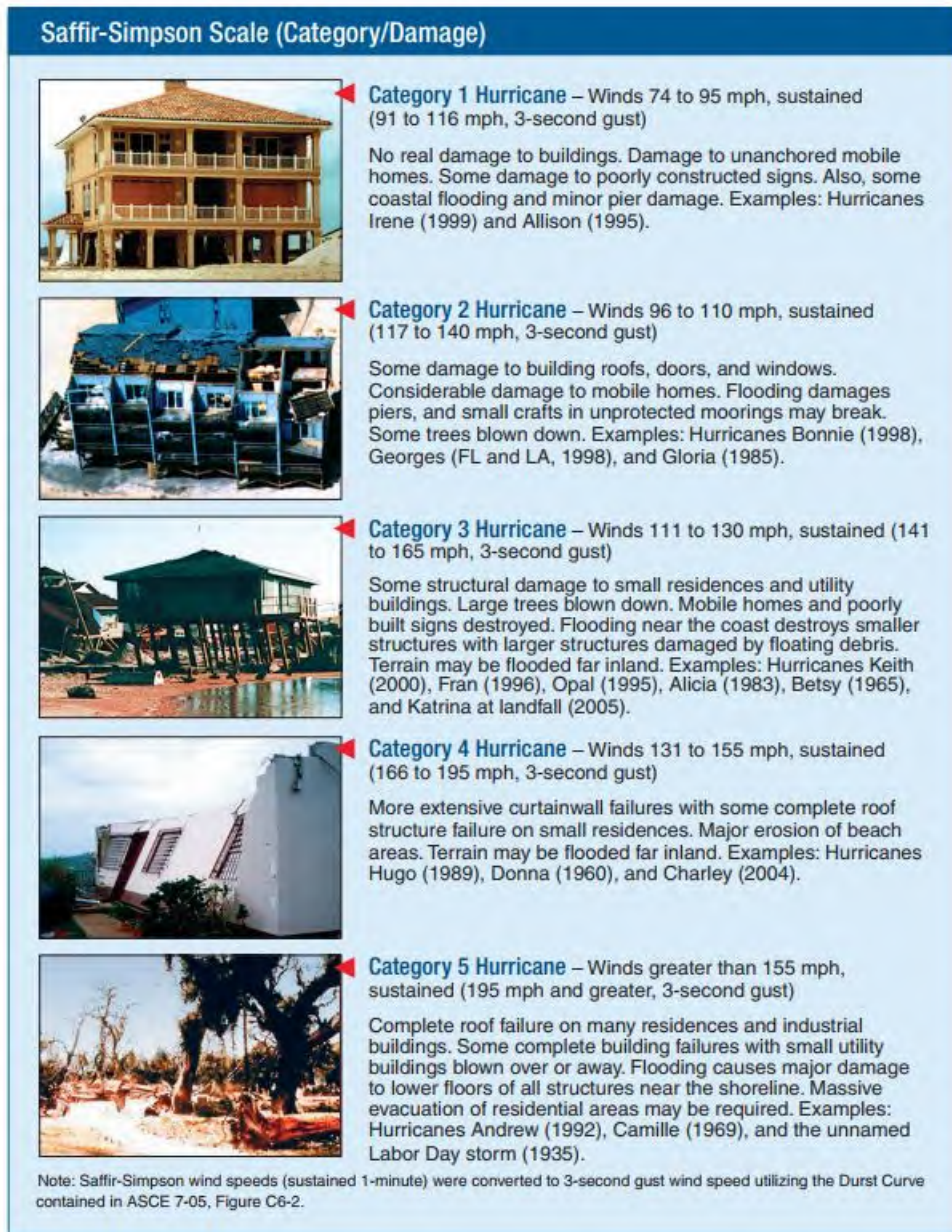 Saffir-Simpson Scale (Category/Damage)
Category 1 Hurricane – Winds 74 to 95 mph, sustained
(91 to 116 mph, 3-second gust)
No real damage to buildings. Damage to unanchored mobile
homes. Some damage to poorly constructed signs. Also, some
coastal flooding and minor pier damage. Examples: Hurricanes
Irene (1999) and Allison (1995).
Category 2 Hurricane – Winds 96 to 110 mph, sustained
(117 to 140 mph, 3-second gust)
Some damage to building roofs, doors, and windows.
Considerable damage to mobile homes. Flooding damages
piers, and small crafts in unprotected moorings may break.
Some trees blown down. Examples: Hurricanes Bonnie (1998),
Georges (FL and LA, 1998), and Gloria (1985).
Category 3 Hurricane – Winds 111 to 130 mph, sustained (141
to 165 mph, 3-second gust)
Some structural damage to small residences and utility
buildings. Large trees blown down. Mobile homes and poorly
built signs destroyed. Flooding near the coast destroys smaller
structures with larger structures damaged by floating debris.
Terrain may be flooded far inland. Examples: Hurricanes Keith
(2000), Fran (1996), Opal (1995), Alicia (1983), Betsy (1965),
and Katrina at landfall (2005).
Category 4 Hurricane – Winds 131 to 155 mph, sustained
(166 to 195 mph, 3-second gust)
More extensive curtainwall failures with some complete roof
structure failure on small residences. Major erosion of beach
areas. Terrain may be flooded far inland. Examples: Hurricanes
Hugo (1989), Donna (1960), and Charley (2004).
Category 5 Hurricane – Winds greater than 155 mph,
sustained (195 mph and greater, 3-second gust)
Complete roof failure on many residences and industrial
buildings. Some complete building failures with small utility
buildings blown over or away. Flooding causes major damage
to lower floors of all structures near the shoreline. Massive
evacuation of residential areas may be required. Examples:
Hurricanes Andrew (1992), Camille (1969), and the unnamed
Labor Day storm (1935).
Note: Saffir-Simpson wind speeds (sustained 1-minute) were converted to 3-second gust wind speed utilizing the Durst Curve
contained in ASCE 7-05, Figure C6-2.